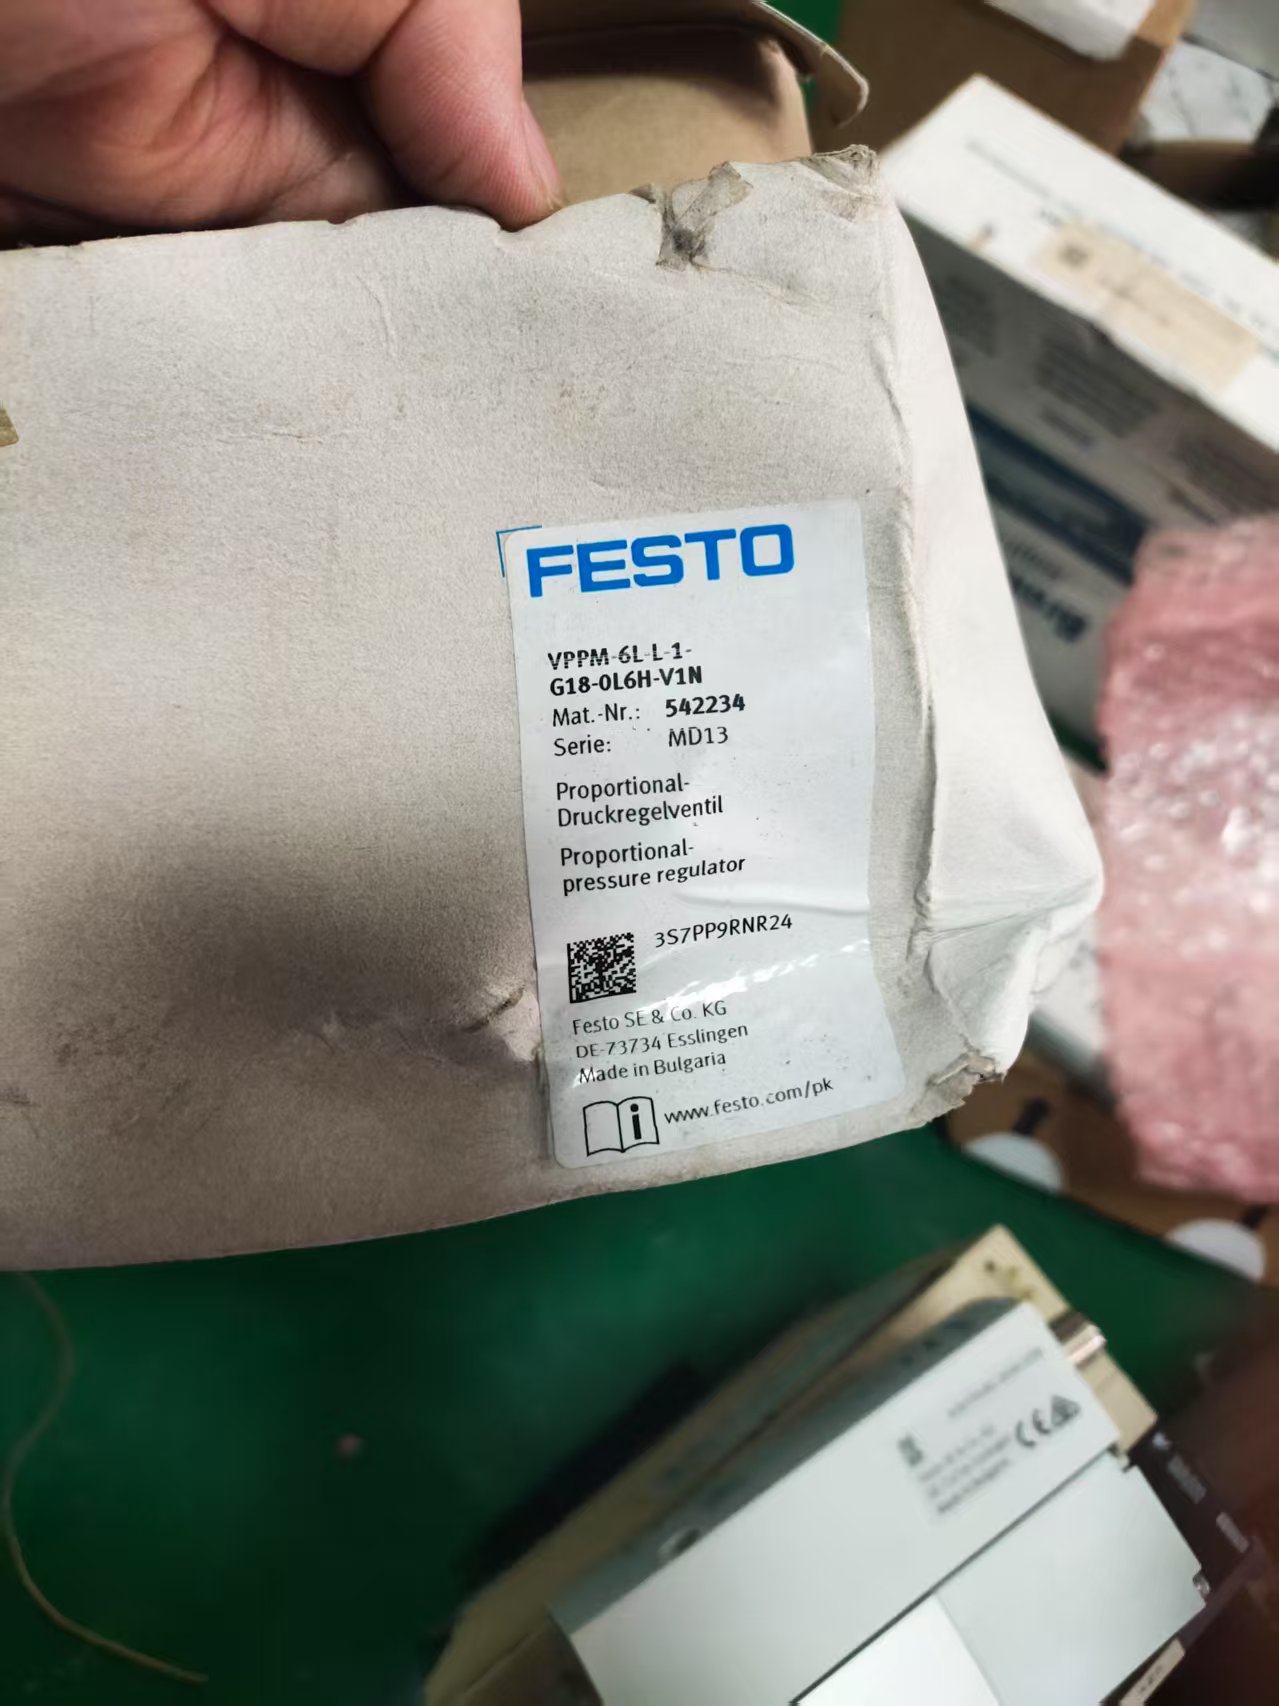 FESTO
VPPM-6L-L-1-
G18-0L6H-V1N
Mat.-Nr.: 542234
Serie: MD13
Proportional-
Druckregelventil
Proportional-
pressure regulator
3S7PP9RNR24
Festo SE & Co. KG
DE-73734 Esslingen
Made in Bulgaria
i www.festo.com/pk
CE